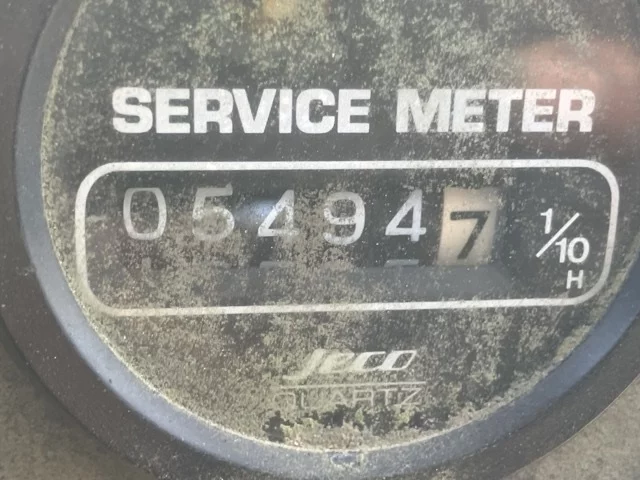 SERVICE METER
054947 1/10 H
Jeco
QUARTZ